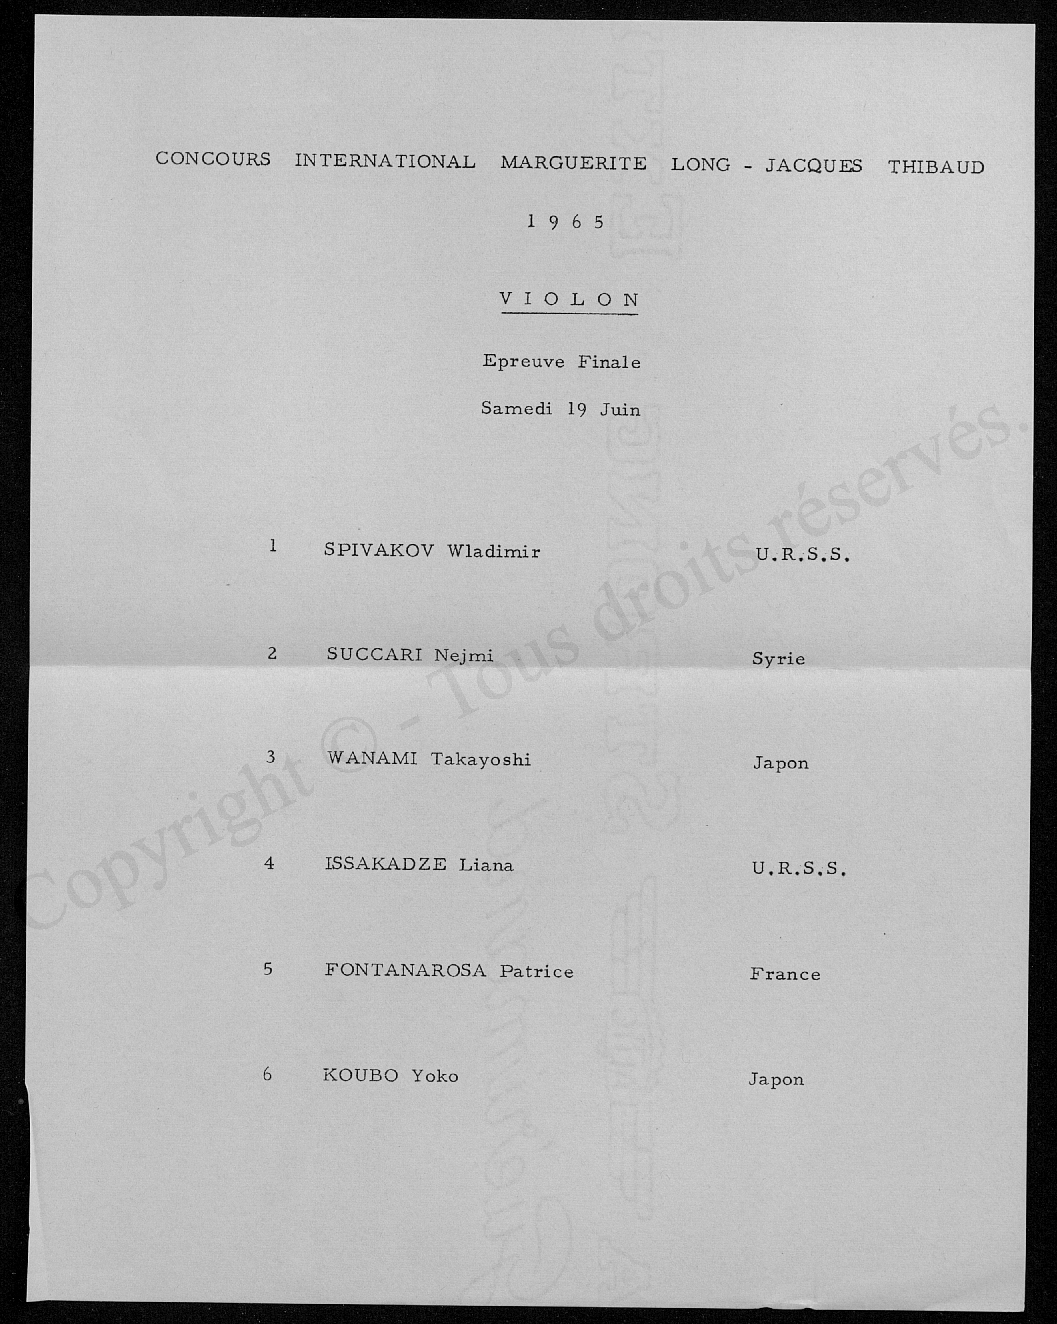 CONCOURS INTERNATIONAL MARGUERITE LONG - JACQUES THIBAUD
1 9 6 5
V I O L O N
Epreuve Finale
Samedi 19 Juin
1 SPIVAKOV Wladimir U.R.S.S.
2 SUCCARI Nejmi Syrie
3 WANAMI Takayoshi Japon
4 ISSAKADZE Liana U.R.S.S.
5 FONTANAROSA Patrice France
6 KOUBO Yoko Japon
Copyright © - Tous droits réservés.